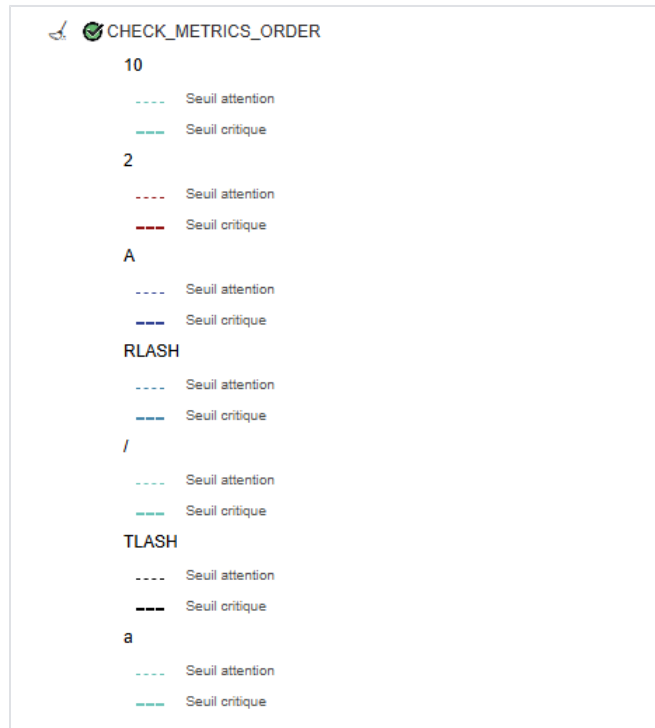 CHECK_METRICS_ORDER
10
Seuil attention
Seuil critique
2
Seuil attention
Seuil critique
A
Seuil attention
Seuil critique
RLASH
Seuil attention
Seuil critique
/
Seuil attention
Seuil critique
TLASH
Seuil attention
Seuil critique
a
Seuil attention
Seuil critique